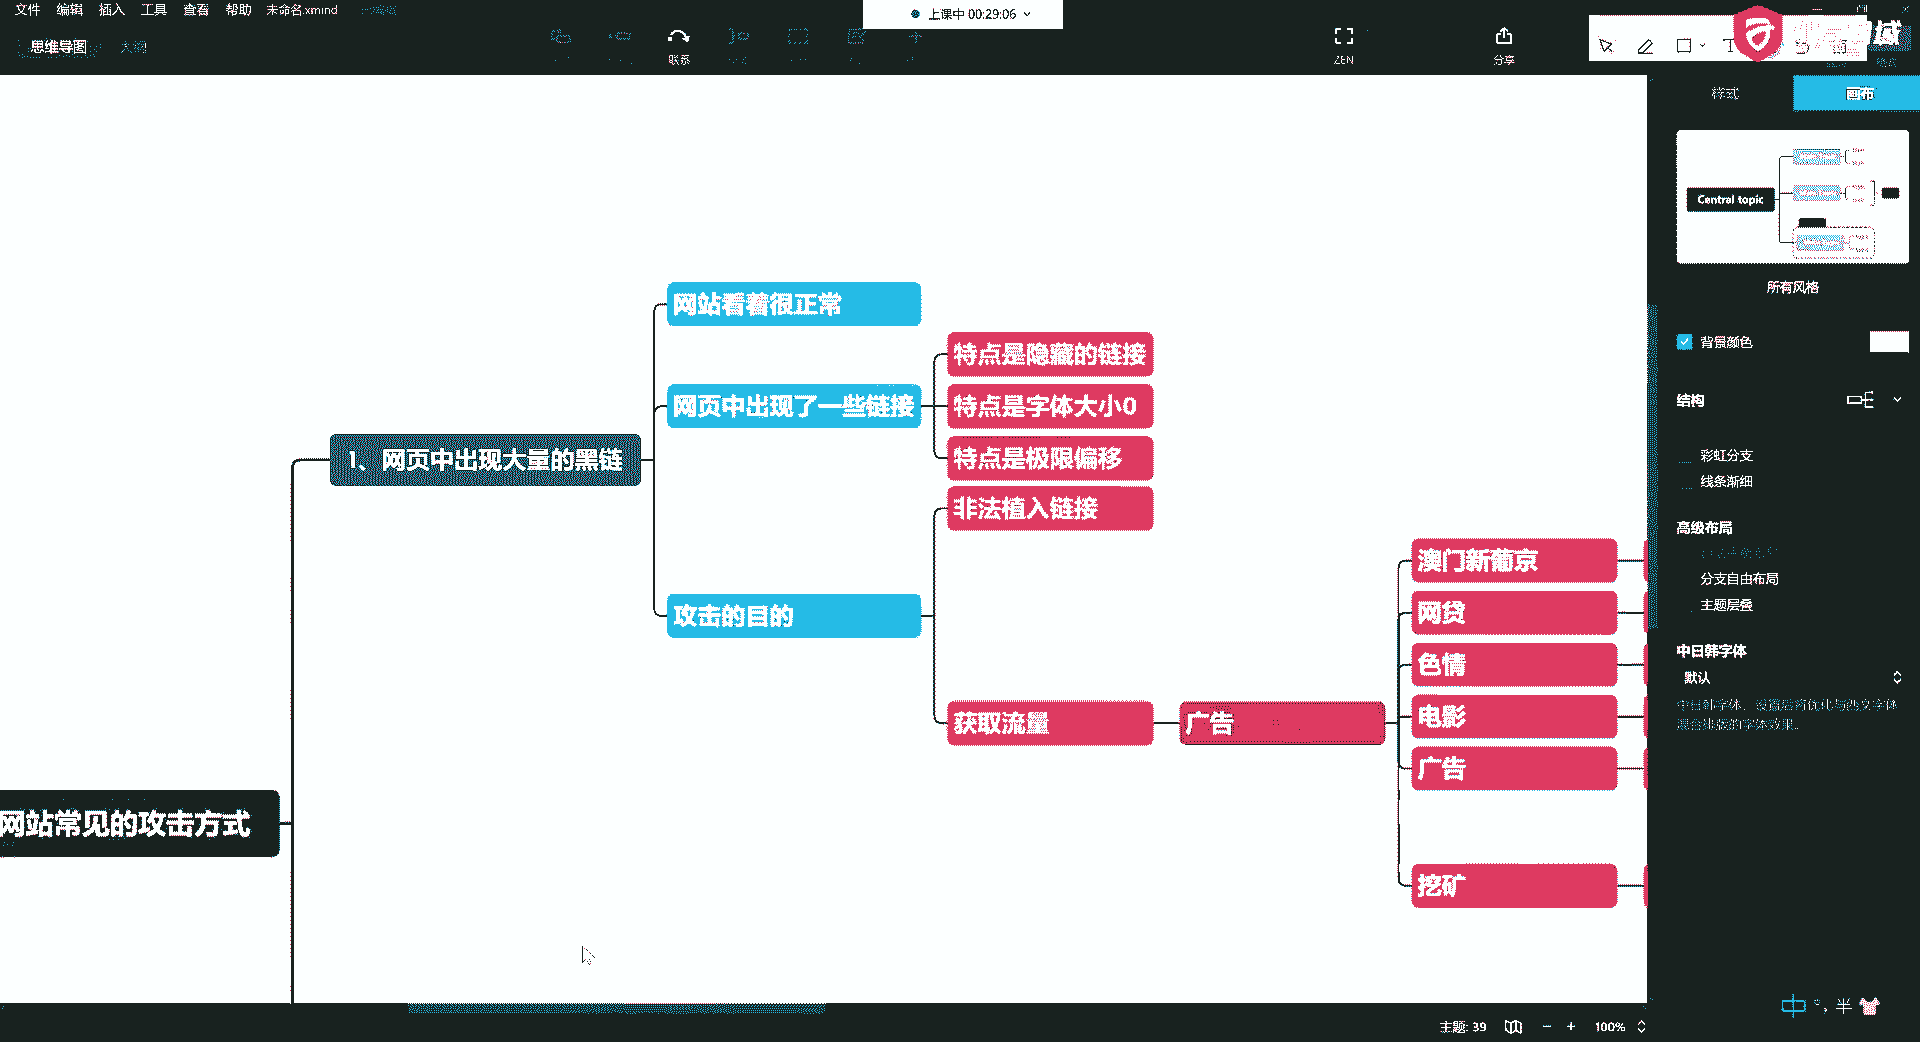 文件 编辑 插入 工具 查看 帮助 未命名.xmind
上课中 00:29:06
思维导图 大纲
联系
ZEN
分享
域
样式 画布
Central topic
所有风格
背景颜色
结构
彩虹分支
线条渐细
高级布局
分支自由布局
主题层叠
中日韩字体
默认
网站看着很正常
特点是隐藏的链接
网页中出现了一些链接
特点是字体大小0
1、网页中出现大量的黑链
特点是极限偏移
非法植入链接
攻击的目的
澳门新葡京
网贷
色情
电影
获取流量
广告
广告
网站常见的攻击方式
挖矿
中 °, 半
主题: 39
100%